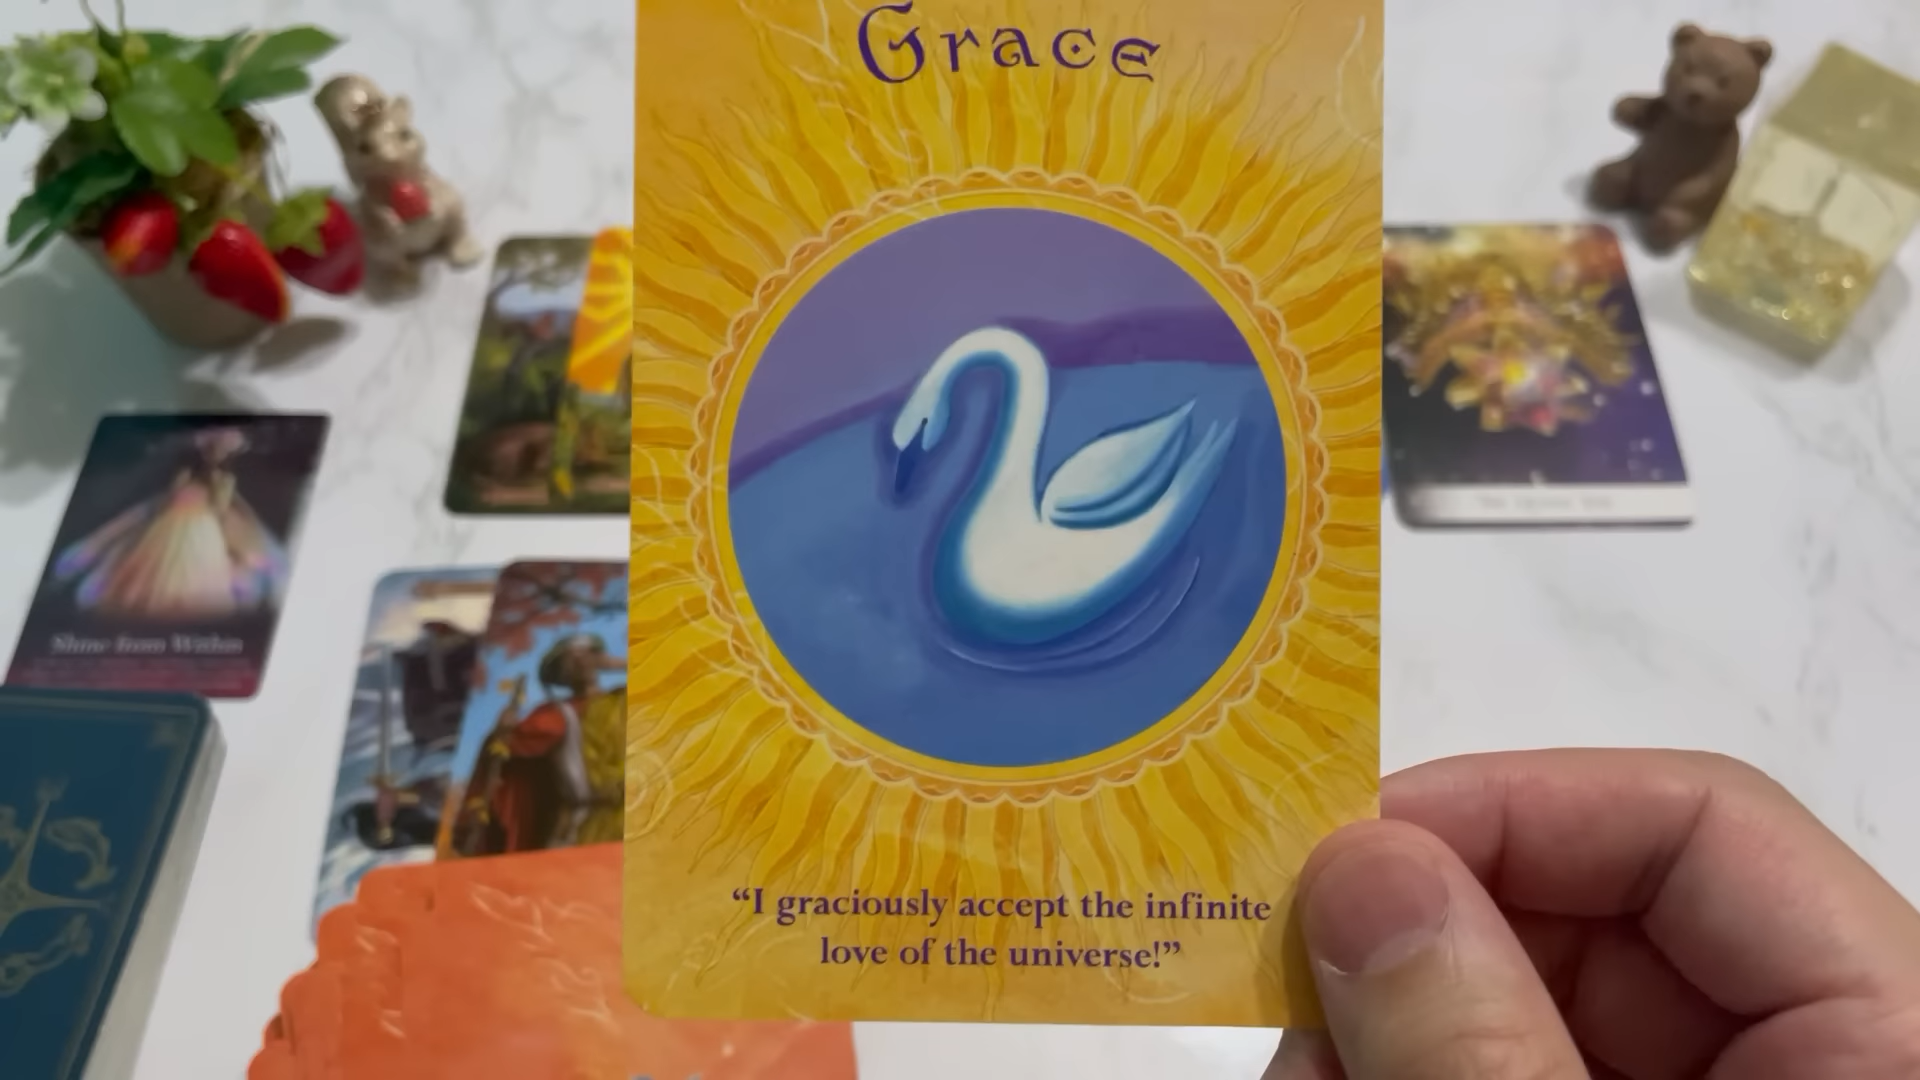 Grace
Shine from Within
“I graciously accept the infinite
love of the universe!”